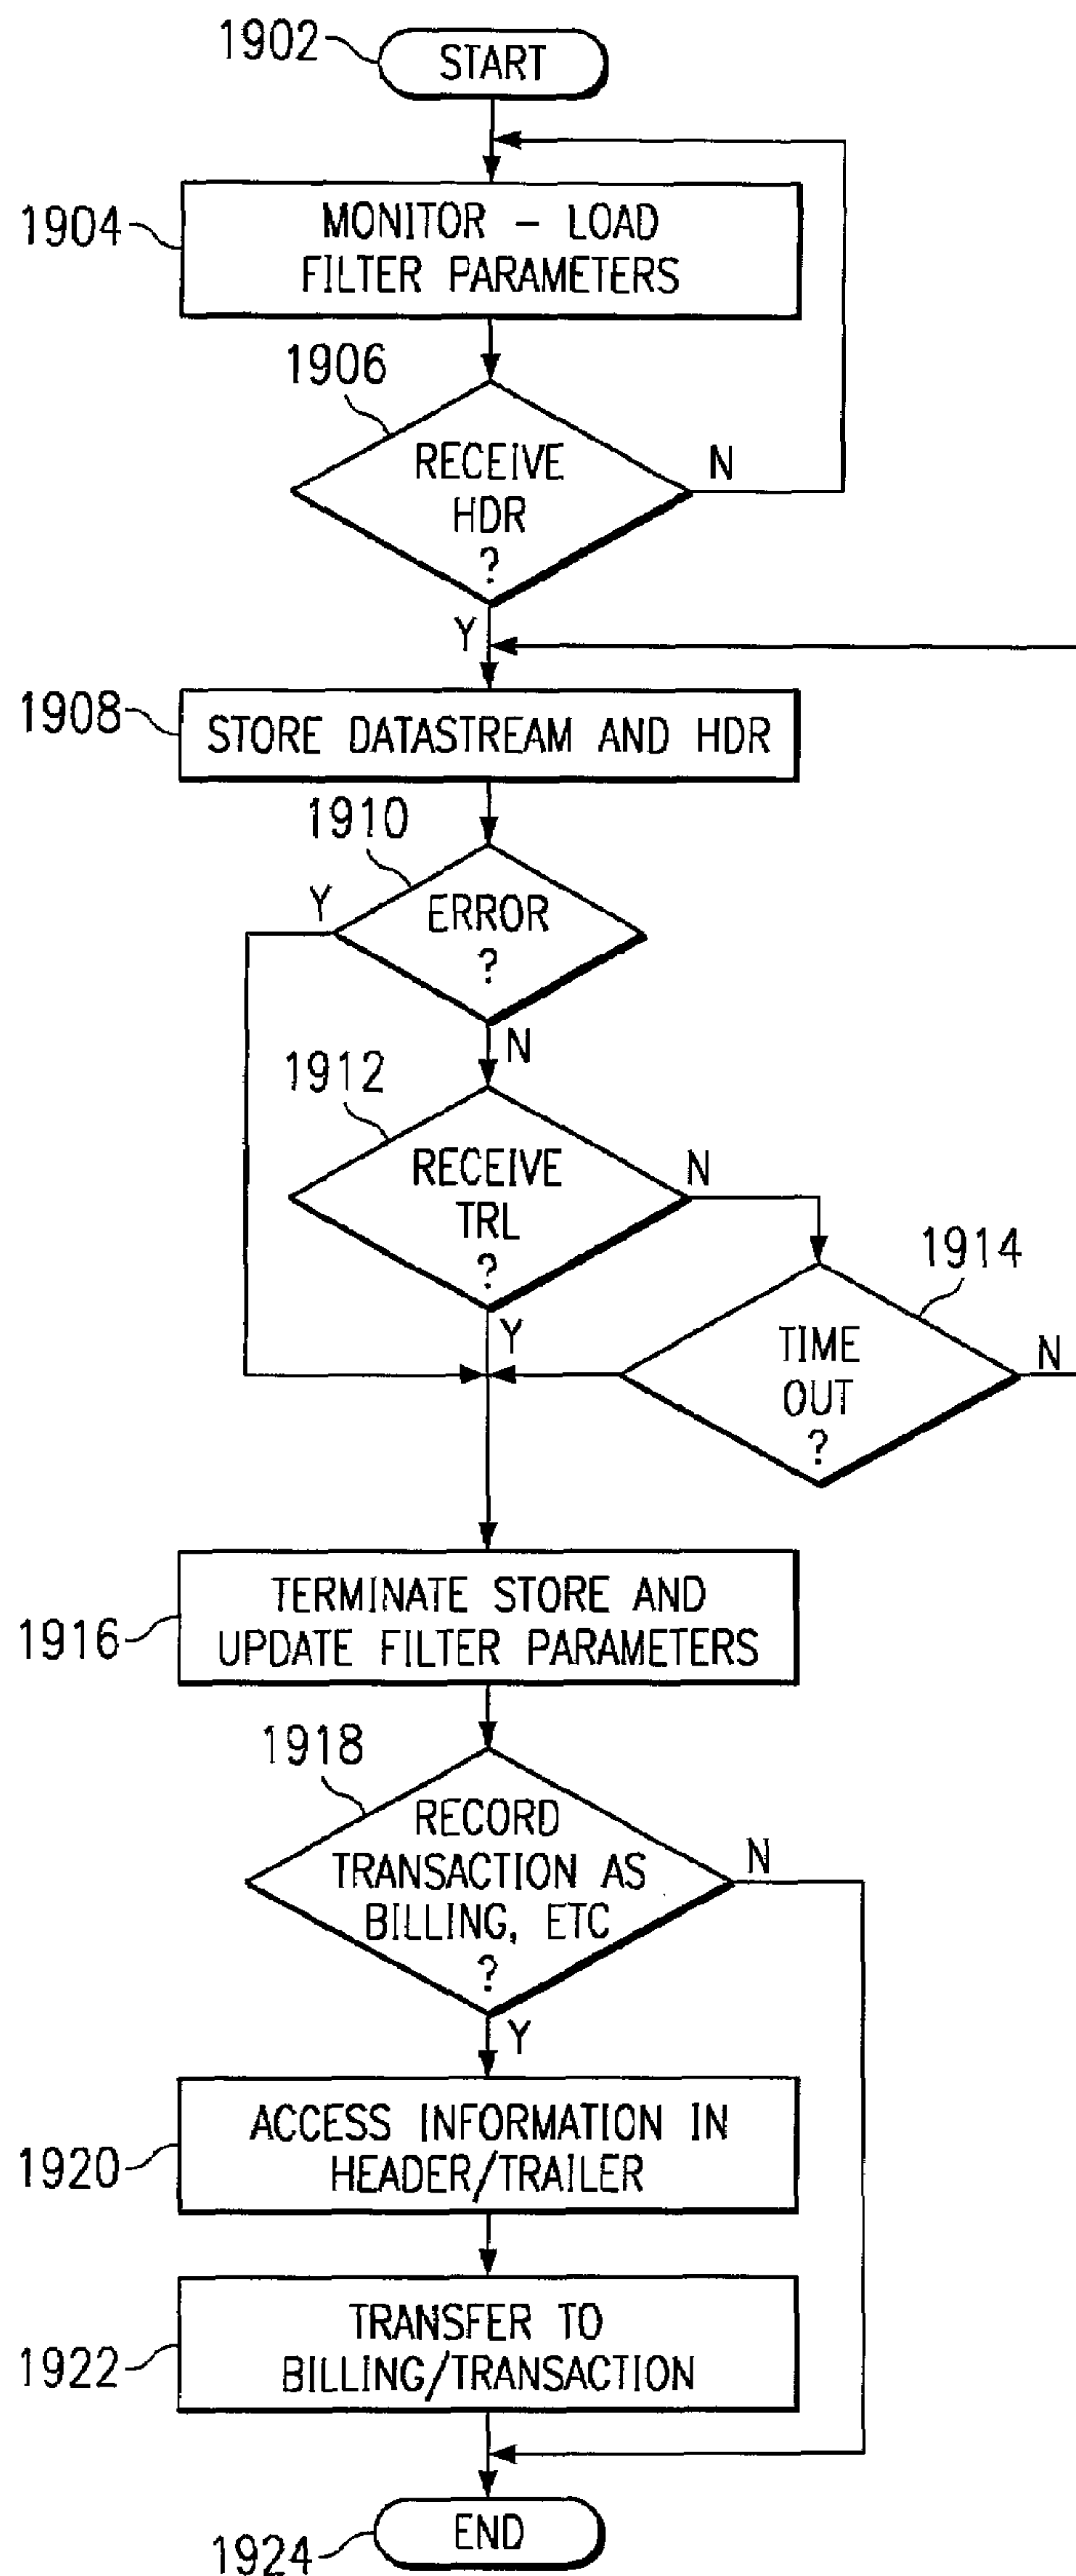 1902
START
1904
MONITOR – LOAD
FILTER PARAMETERS
1906
RECEIVE
HDR
?
N
Y
1908
STORE DATASTREAM AND HDR
1910
ERROR
?
Y
N
1912
RECEIVE
TRL
?
N
Y
1914
TIME
OUT
?
N
1916
TERMINATE STORE AND
UPDATE FILTER PARAMETERS
1918
RECORD
TRANSACTION AS
BILLING, ETC
?
N
Y
1920
ACCESS INFORMATION IN
HEADER/TRAILER
1922
TRANSFER TO
BILLING/TRANSACTION
END
1924